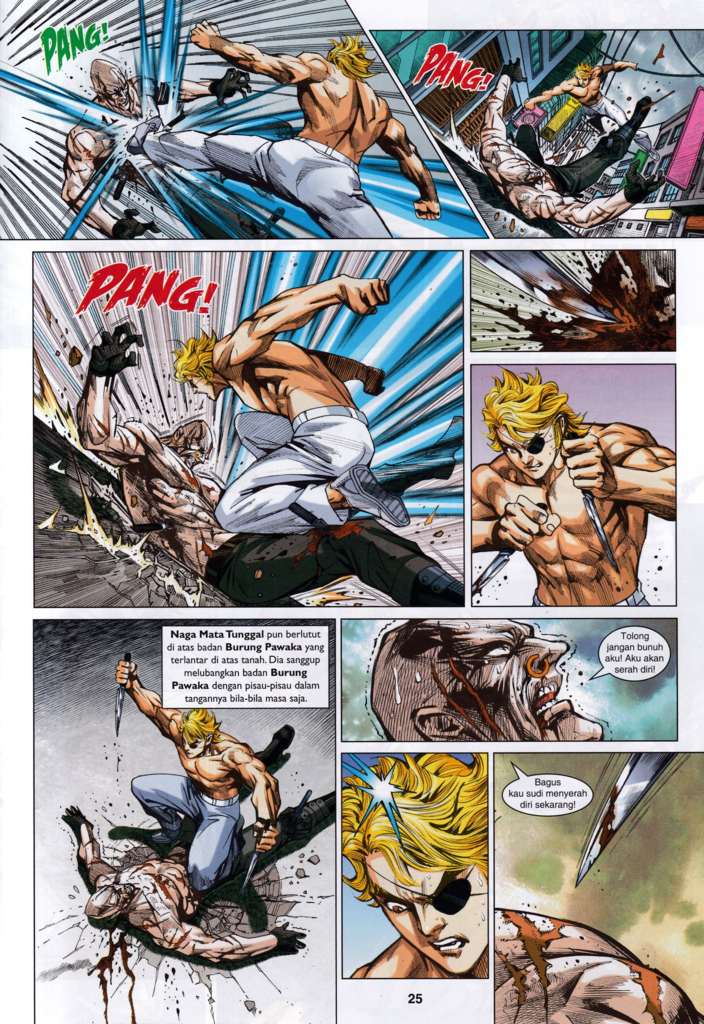 PANG!
PANG!
PANG!
Naga Mata Tunggal pun berlutut
di atas badan Burung Pawaka yang
terlantar di atas tanah. Dia sanggup
melubangkan badan Burung
Pawaka dengan pisau-pisau dalam
tangannya bila-bila masa saja.
Tolong
jangan bunuh
aku! Aku akan
serah diri!
Bagus
kau sudi menyerah
diri sekarang!
25